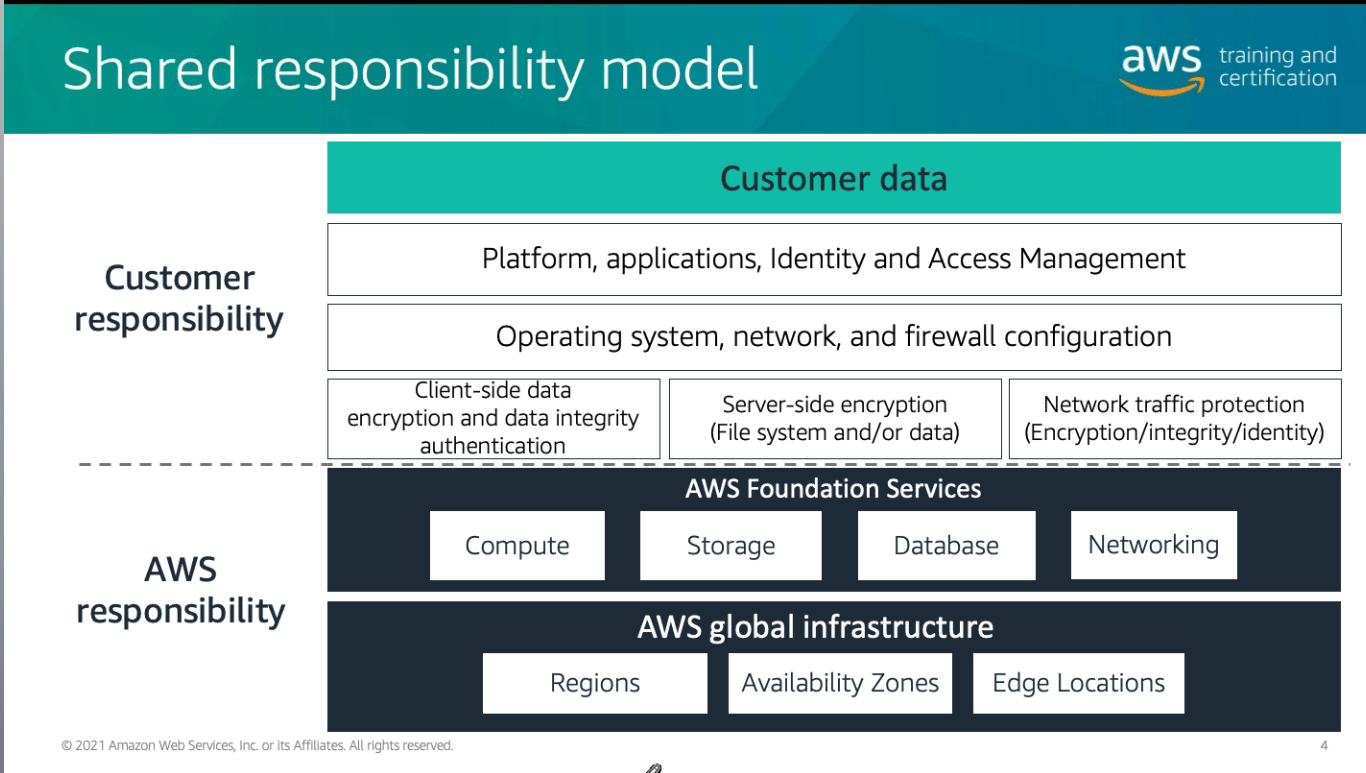 Shared responsibility model
aws training and
certification
Customer data
Customer
responsibility
Platform, applications, Identity and Access Management
Operating system, network, and firewall configuration
Client-side data
encryption and data integrity
authentication
Server-side encryption
(File system and/or data)
Network traffic protection
(Encryption/integrity/identity)
AWS
responsibility
AWS Foundation Services
Compute
Storage
Database
Networking
AWS global infrastructure
Regions
Availability Zones
Edge Locations
© 2021 Amazon Web Services, Inc. or its Affiliates. All rights reserved.
4